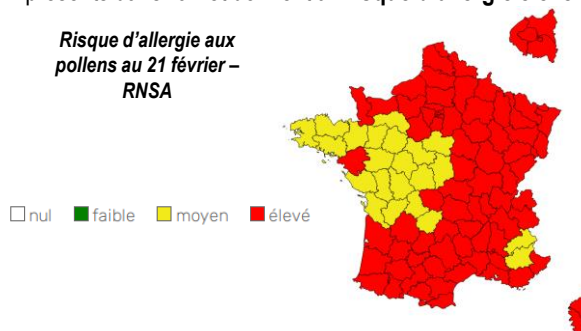 Risque d'allergie aux
pollens au 21 février –
RNSA
nul faible moyen élevé